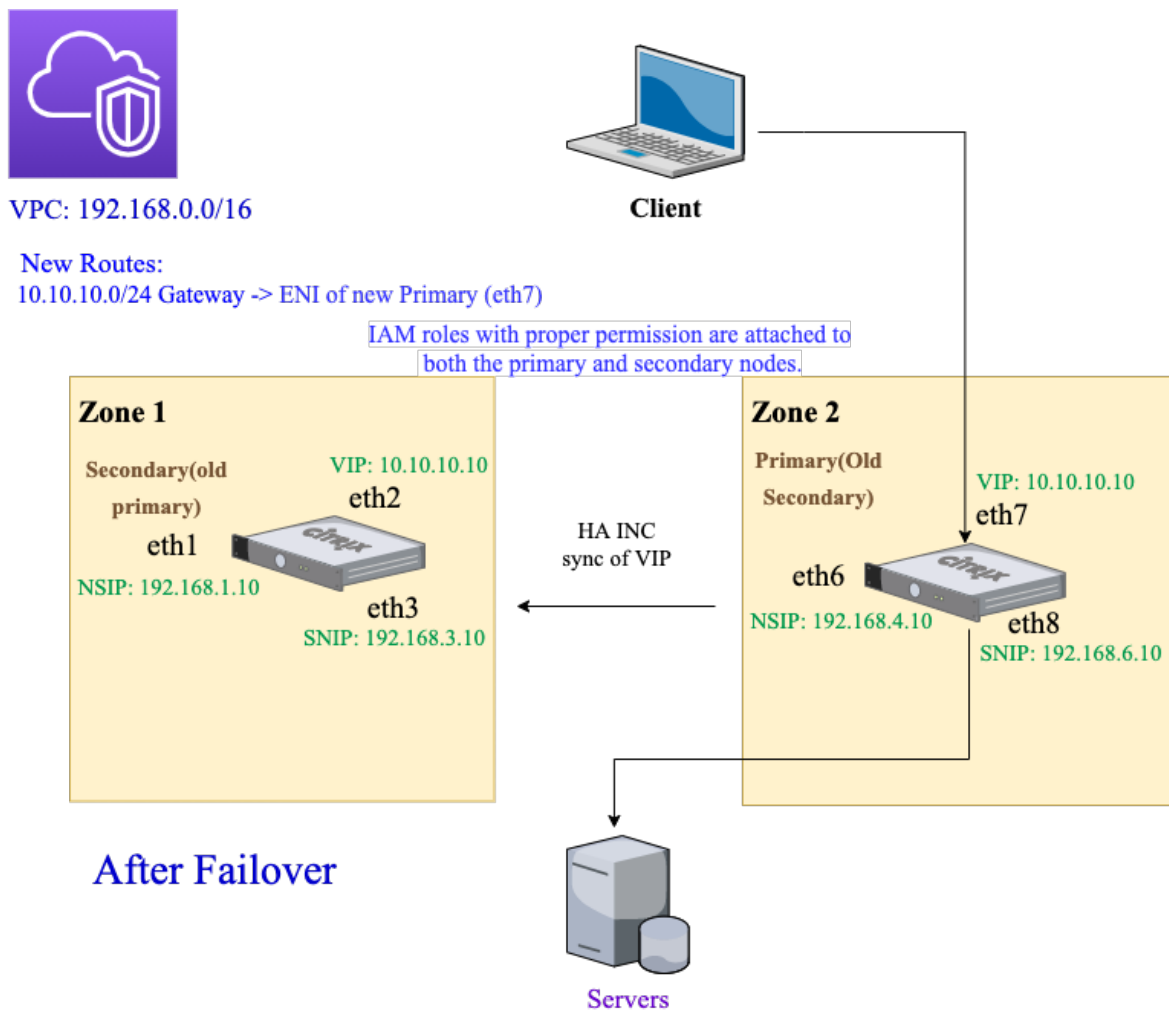 VPC: 192.168.0.0/16
Client
New Routes:
10.10.10.0/24 Gateway -> ENI of new Primary (eth7)
IAM roles with proper permission are attached to
both the primary and secondary nodes.
Zone 1
Secondary(old
primary)
VIP: 10.10.10.10
eth2
eth1
CİTRIX
NSIP: 192.168.1.10
eth3
SNIP: 192.168.3.10
HA INC
sync of VIP
Zone 2
Primary(Old
Secondary)
VIP: 10.10.10.10
eth7
eth6
CİTRIX
NSIP: 192.168.4.10
eth8
SNIP: 192.168.6.10
After Failover
Servers